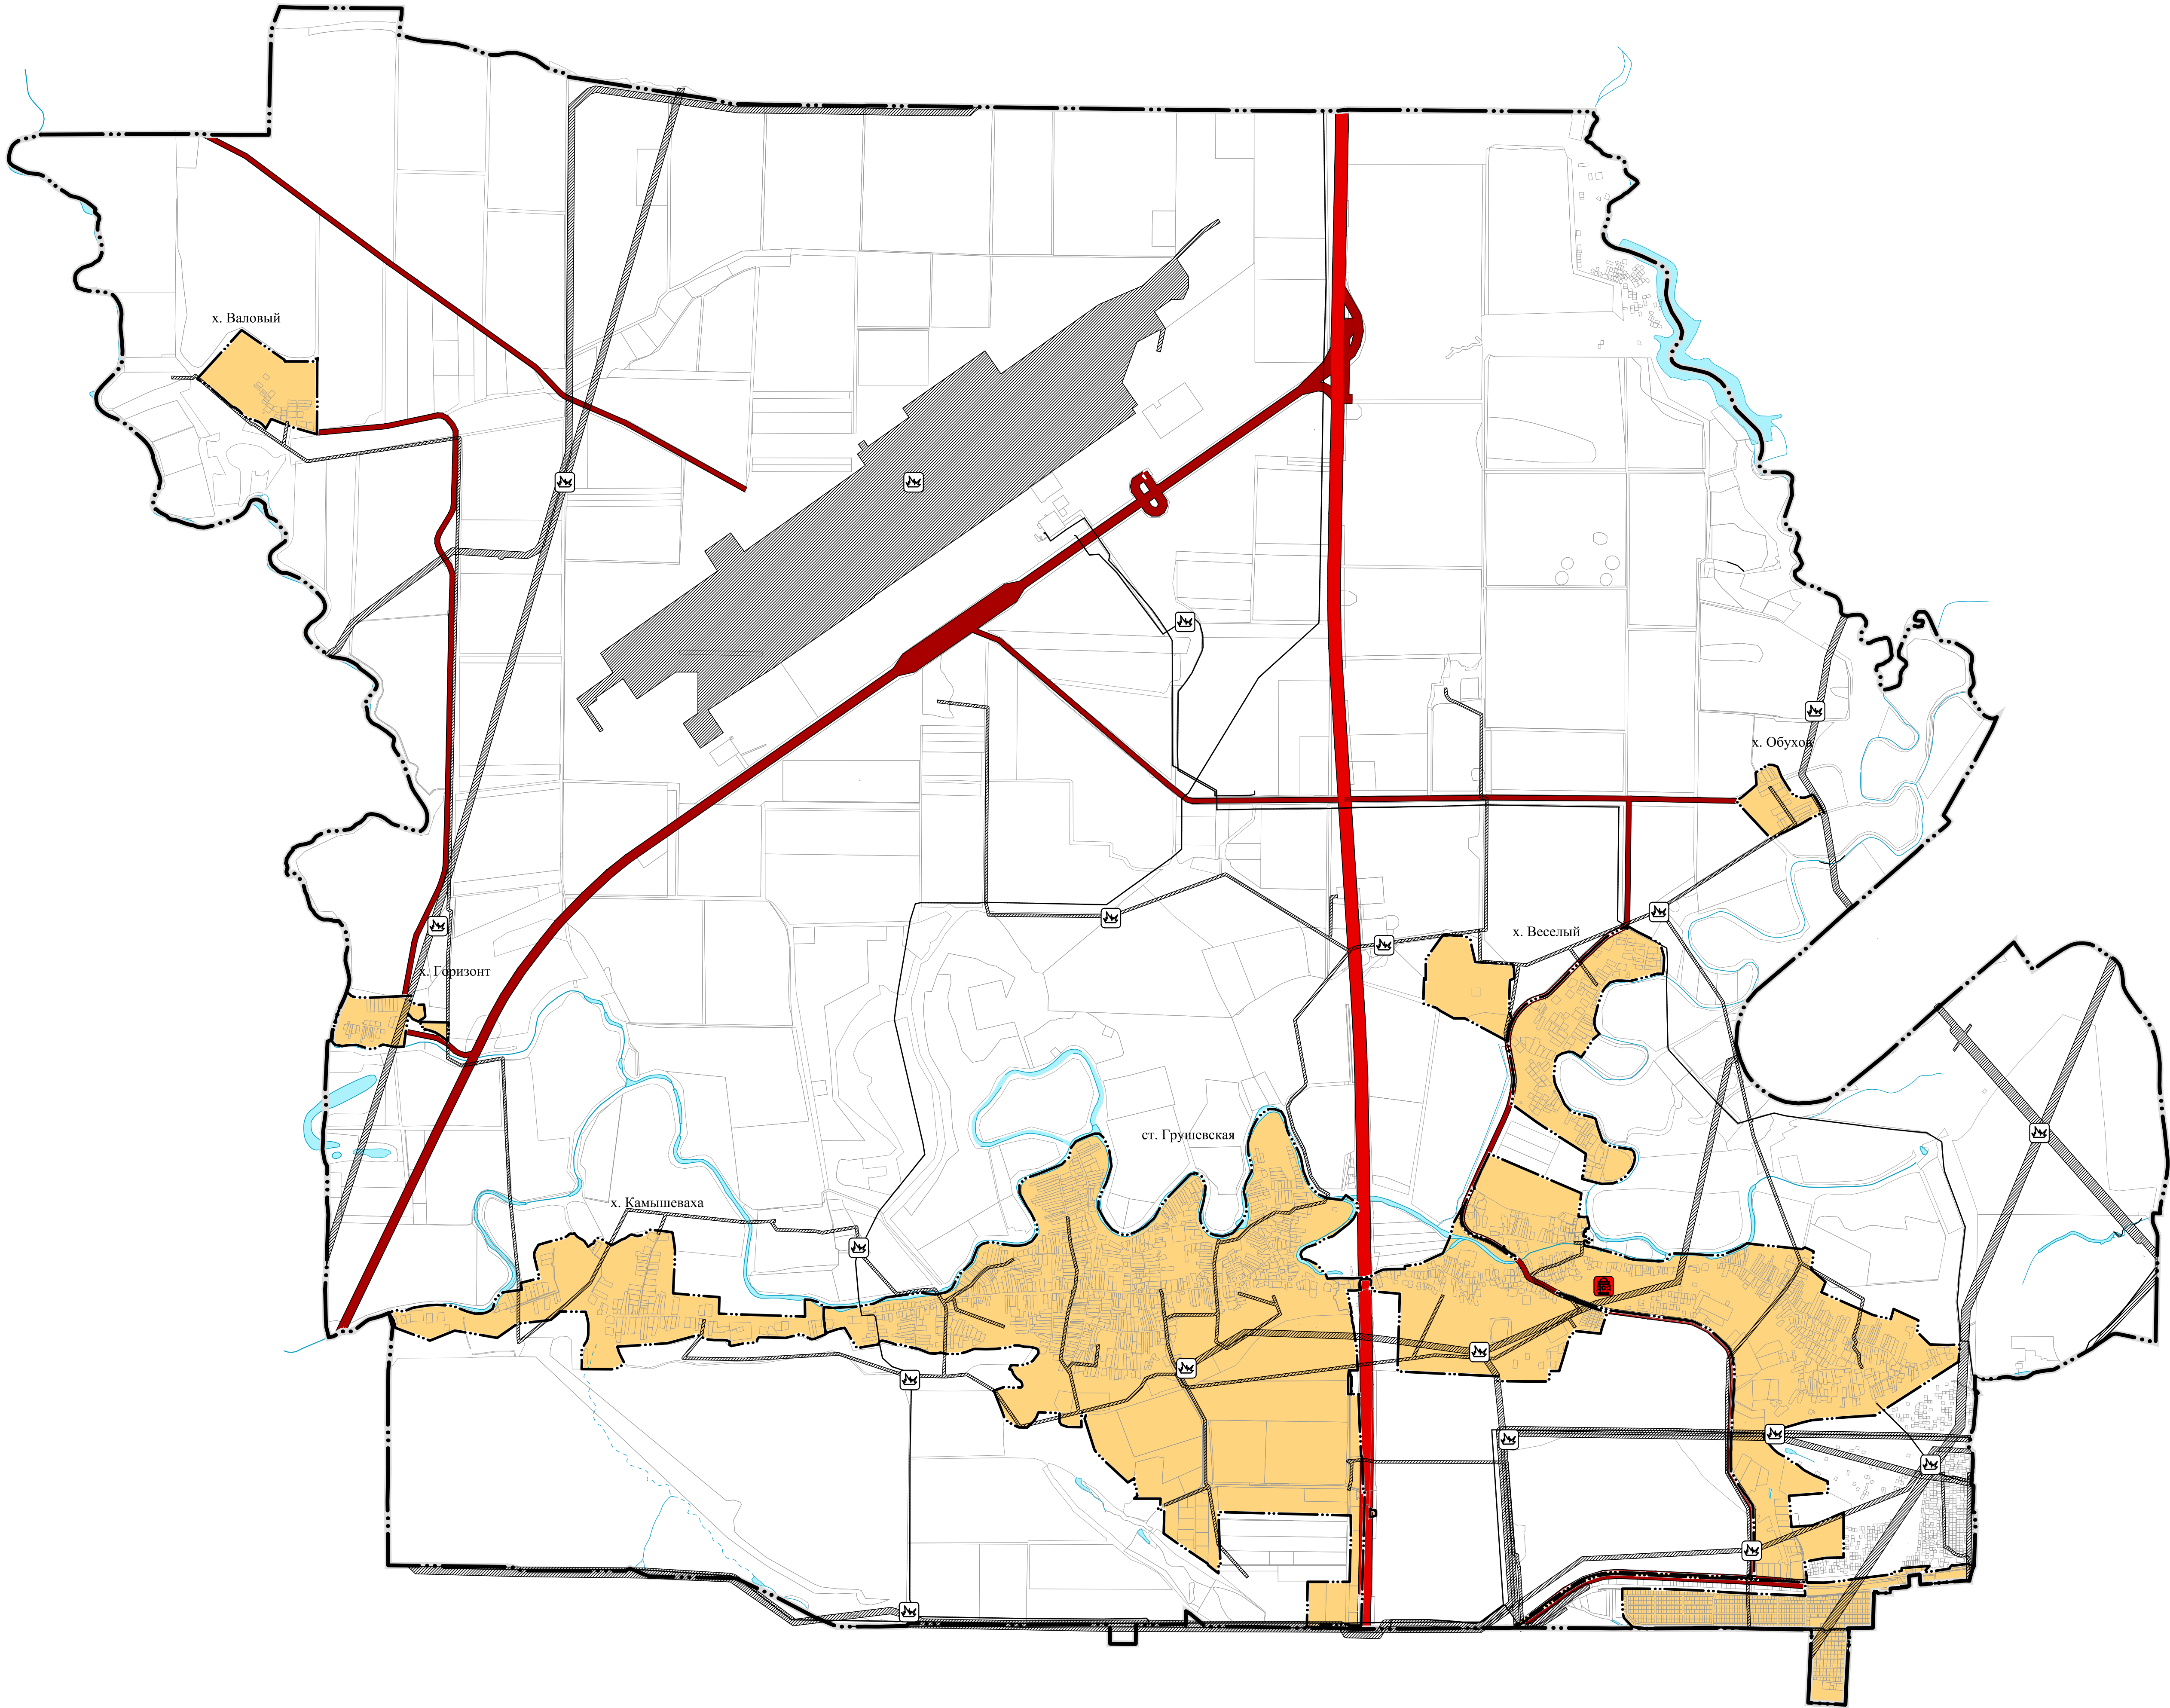 х. Валовый
х. Обухов
х. Веселый
х. Горизонт
ст. Грушевская
х. Камышеваха